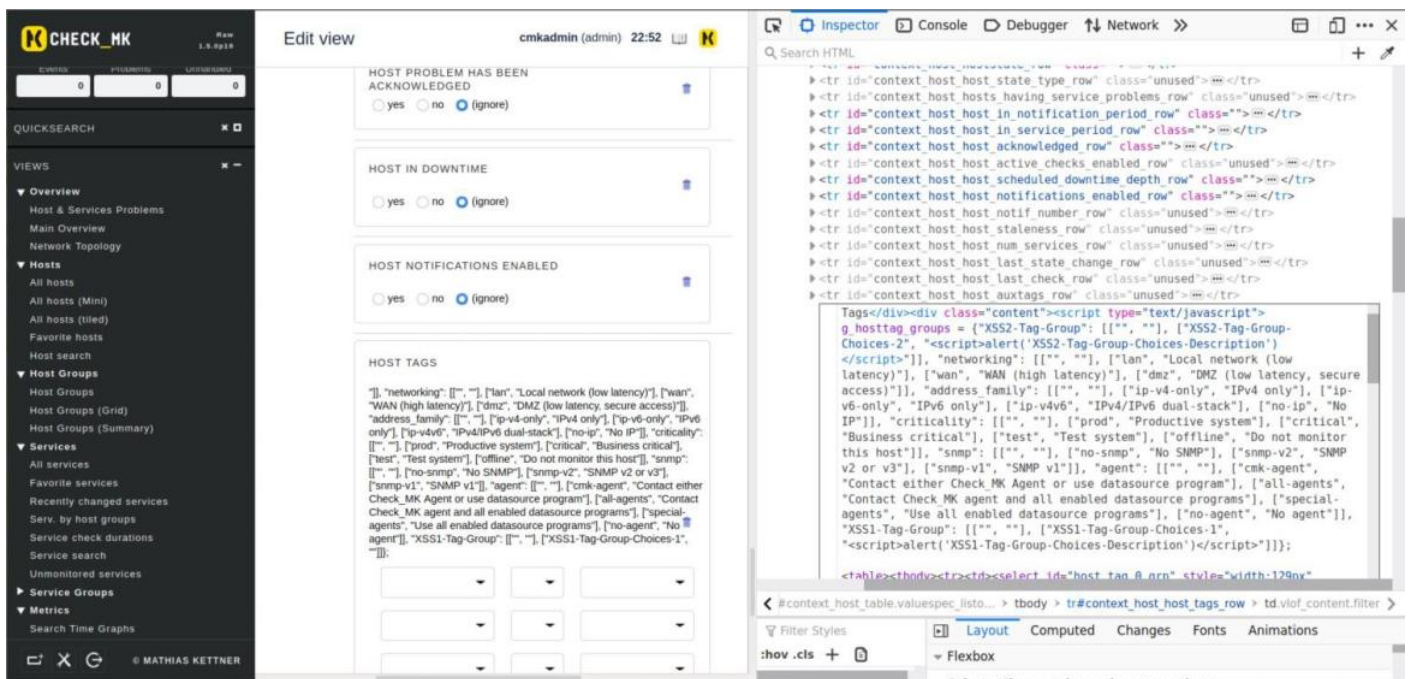 CHECK_MK
Raw
1.5.0p19
Events Problems Unhandled
0 0 0
QUICKSEARCH
VIEWS
Overview
Host & Services Problems
Main Overview
Network Topology
Hosts
All hosts
All hosts (Mini)
All hosts (tiled)
Favorite hosts
Host search
Host Groups
Host Groups
Host Groups (Grid)
Host Groups (Summary)
Services
All services
Favorite services
Recently changed services
Serv. by host groups
Service check durations
Service search
Unmonitored services
Service Groups
Metrics
Search Time Graphs
© MATHIAS KETTNER
Edit view
cmkadmin (admin) 22:52
HOST PROBLEM HAS BEEN
ACKNOWLEDGED
yes no (ignore)
HOST IN DOWNTIME
yes no (ignore)
HOST NOTIFICATIONS ENABLED
yes no (ignore)
HOST TAGS
"]], "networking": [["", ""], ["lan", "Local network (low latency)"], ["wan",
"WAN (high latency)"], ["dmz", "DMZ (low latency, secure access)"]],
"address_family": [["", ""], ["ip-v4-only", "IPv4 only"], ["ip-v6-only", "IPv6
only"], ["ip-v4v6", "IPv4/IPv6 dual-stack"], ["no-ip", "No IP"]], "criticality":
[["", ""], ["prod", "Productive system"], ["critical", "Business critical"],
["test", "Test system"], ["offline", "Do not monitor this host"]], "snmp":
[["", ""], ["no-snmp", "No SNMP"], ["snmp-v2", "SNMP v2 or v3"],
["snmp-v1", "SNMP v1"]], "agent": [["", ""], ["cmk-agent", "Contact either
Check_MK Agent or use datasource program"], ["all-agents", "Contact
Check_MK agent and all enabled datasource programs"], ["special-
agents", "Use all enabled datasource programs"], ["no-agent", "No
agent"]], "XSS1-Tag-Group": [["", ""], ["XSS1-Tag-Group-Choices-1",
""]]};
Inspector Console Debugger Network
Search HTML
<tr id="context_host_hoststate_row" class="">
<tr id="context_host_host_state_type_row" class="unused"></tr>
<tr id="context_host_hosts_having_service_problems_row" class="unused"></tr>
<tr id="context_host_host_in_notification_period_row" class=""></tr>
<tr id="context_host_host_in_service_period_row" class=""></tr>
<tr id="context_host_host_acknowledged_row" class=""></tr>
<tr id="context_host_host_active_checks_enabled_row" class="unused"></tr>
<tr id="context_host_host_scheduled_downtime_depth_row" class=""></tr>
<tr id="context_host_host_notifications_enabled_row" class=""></tr>
<tr id="context_host_host_notif_number_row" class="unused"></tr>
<tr id="context_host_host_staleness_row" class="unused"></tr>
<tr id="context_host_host_num_services_row" class="unused"></tr>
<tr id="context_host_host_last_state_change_row" class="unused"></tr>
<tr id="context_host_host_last_check_row" class="unused"></tr>
<tr id="context_host_host_auxtags_row" class="unused"></tr>
Tags</div><div class="content"><script type="text/javascript">
g_hosttag_groups = {"XSS2-Tag-Group": [["", ""], ["XSS2-Tag-Group-
Choices-2", "<script>alert('XSS2-Tag-Group-Choices-Description')
</script>"]], "networking": [["", ""], ["lan", "Local network (low
latency)"], ["wan", "WAN (high latency)"], ["dmz", "DMZ (low latency, secure
access)"]], "address_family": [["", ""], ["ip-v4-only", "IPv4 only"], ["ip-
v6-only", "IPv6 only"], ["ip-v4v6", "IPv4/IPv6 dual-stack"], ["no-ip", "No
IP"]], "criticality": [["", ""], ["prod", "Productive system"], ["critical",
"Business critical"], ["test", "Test system"], ["offline", "Do not monitor
this host"]], "snmp": [["", ""], ["no-snmp", "No SNMP"], ["snmp-v2", "SNMP
v2 or v3"], ["snmp-v1", "SNMP v1"]], "agent": [["", ""], ["cmk-agent",
"Contact either Check_MK Agent or use datasource program"], ["all-agents",
"Contact Check_MK agent and all enabled datasource programs"], ["special-
agents", "Use all enabled datasource programs"], ["no-agent", "No agent"]],
"XSS1-Tag-Group": [["", ""], ["XSS1-Tag-Group-Choices-1",
"<script>alert('XSS1-Tag-Group-Choices-Description')</script>"]]};
<table><tbody><tr><td><select id="host_tag_0_grp" style="width:129px"
#context_host_table.valuespec_listo... > tbody > tr#context_host_host_tags_row > td.vlof_content.filter
Filter Styles
:hov .cls +
Layout Computed Changes Fonts Animations
Flexbox